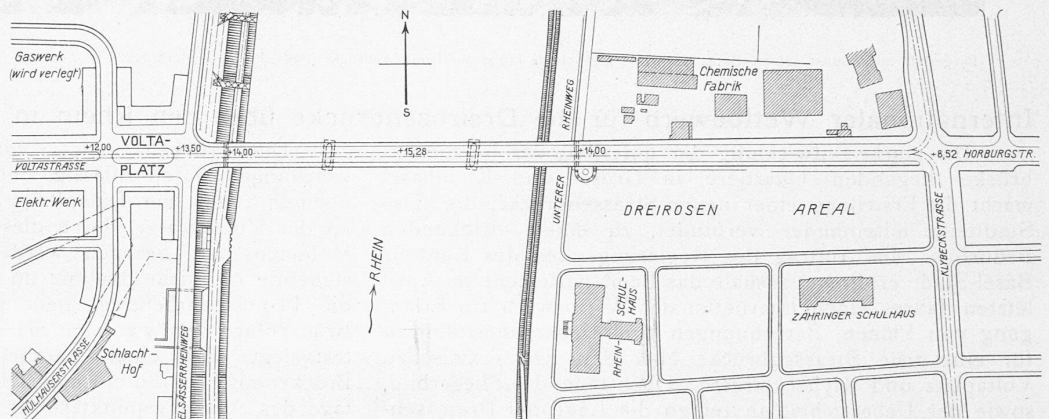 N
S
Gaswerk
(wird verlegt)
Chemische
Fabrik
VOLTA-
PLATZ
+12,00
+13,50
+14,00
+15,28
+14,00
+8,52 HORBURGSTR.
VOLTASTRASSE
Elektr Werk
UNTERER RHEINWEG
DREIROSEN AREAL
KLYBECKSTRASSE
RHEIN
RHEIN-
SCHUL-
HAUS
ZÄHRINGER SCHULHAUS
Schlacht-
Hof
MÜLHAUSERSTRASSE
ELSÄSSERRHEINWEG